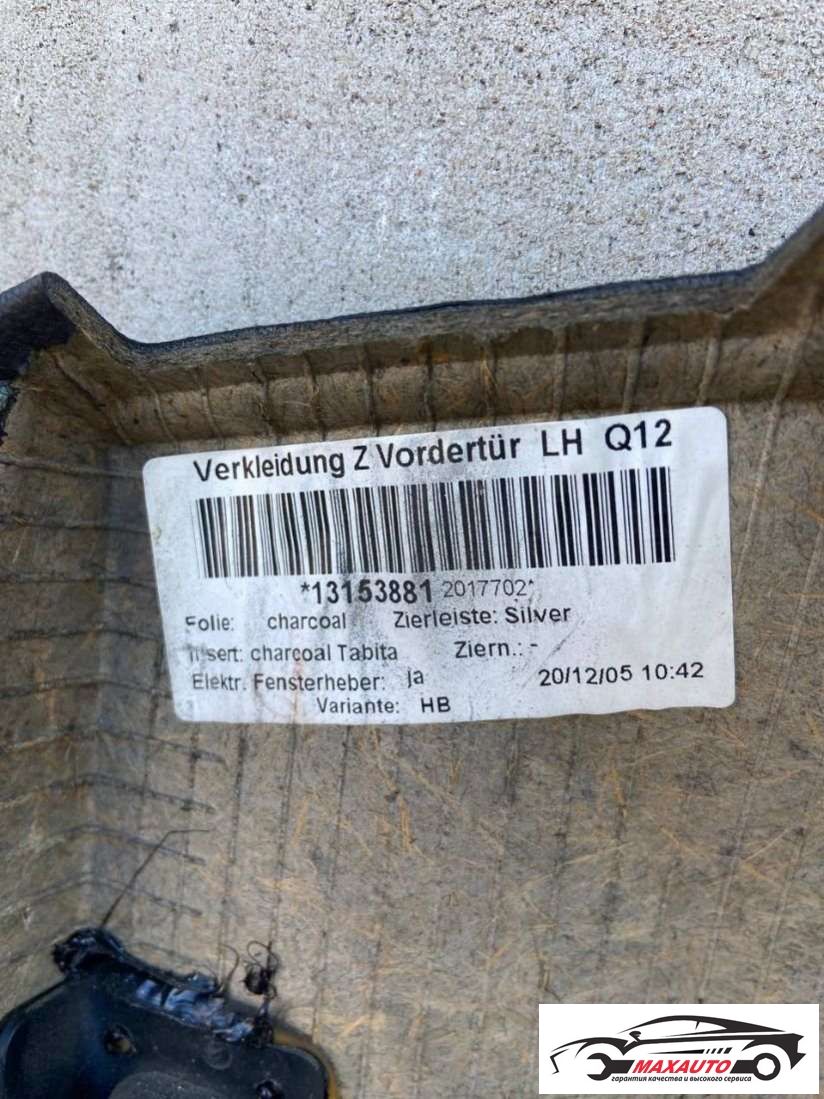 Verkleidung Z Vordertür LH Q12
*13153881 2017702*
Folie: charcoal Zierleiste: Silver
Insert: charcoal Tabita Ziern.: -
Elektr. Fensterheber: ja 20/12/05 10:42
Variante: HB
MAXAUTO
гарантия качества и высокого сервиса